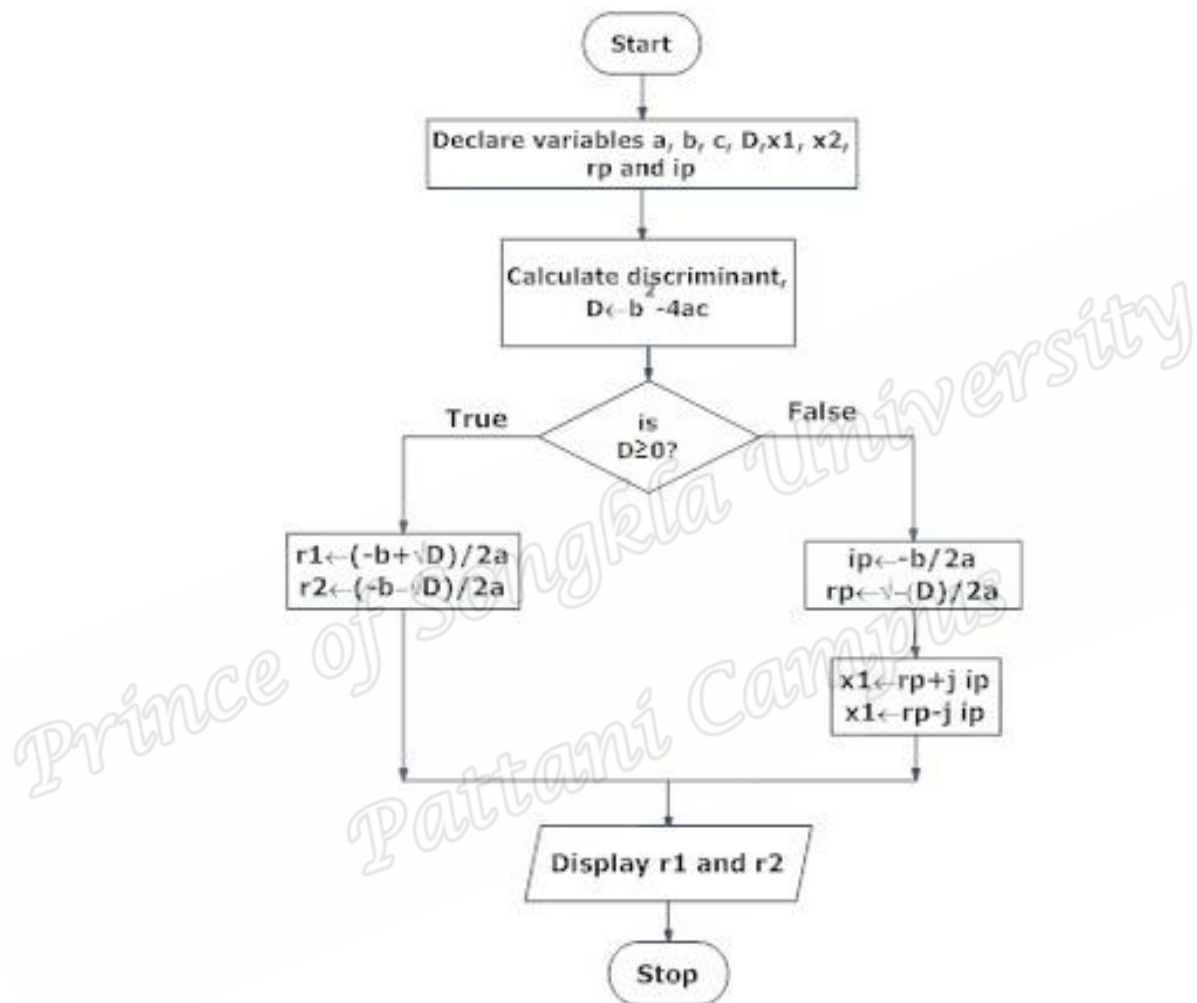 Start
Declare variables a, b, c, D,x1, x2,
rp and ip
Calculate discriminant,
D←b²-4ac
True
False
is
D≥0?
r1←(-b+√D)/2a
r2←(-b-√D)/2a
ip←-b/2a
rp←√-(D)/2a
x1←rp+j ip
x1←rp-j ip
Display r1 and r2
Stop
Prince of Songkla University
Pattani Campus